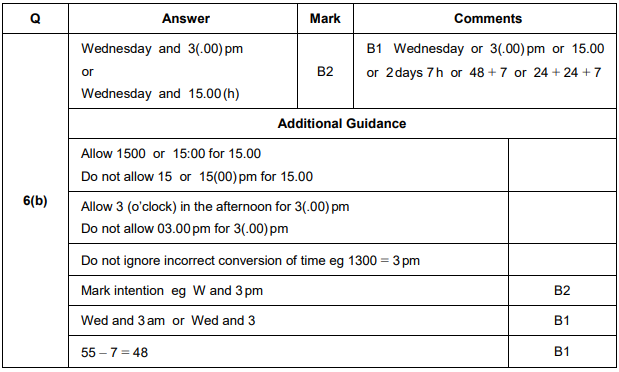 Q Answer Mark Comments
Wednesday and 3(.00) pm
or
Wednesday and 15.00 (h)
B2
B1 Wednesday or 3(.00) pm or 15.00
or 2 days 7 h or 48 + 7 or 24 + 24 + 7
Additional Guidance
6(b)
Allow 1500 or 15:00 for 15.00
Do not allow 15 or 15(00) pm for 15.00
Allow 3 (o’clock) in the afternoon for 3(.00) pm
Do not allow 03.00 pm for 3(.00) pm
Do not ignore incorrect conversion of time eg 1300 = 3 pm
Mark intention eg W and 3 pm B2
Wed and 3 am or Wed and 3 B1
55 – 7 = 48 B1